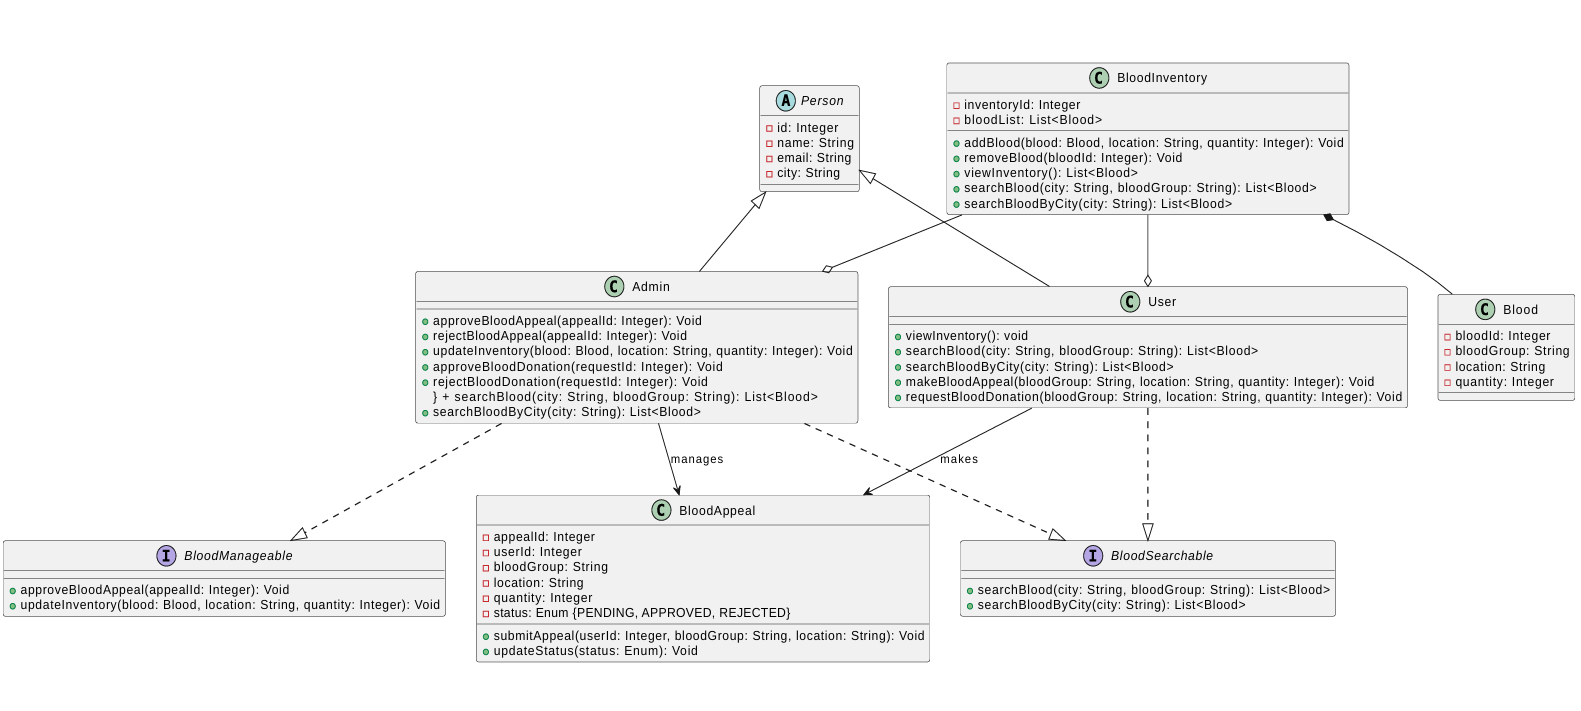 A Person
id: Integer
name: String
email: String
city: String
C BloodInventory
inventoryId: Integer
bloodList: List<Blood>
addBlood(blood: Blood, location: String, quantity: Integer): Void
removeBlood(bloodId: Integer): Void
viewInventory(): List<Blood>
searchBlood(city: String, bloodGroup: String): List<Blood>
searchBloodByCity(city: String): List<Blood>
C Admin
approveBloodAppeal(appealId: Integer): Void
rejectBloodAppeal(appealId: Integer): Void
updateInventory(blood: Blood, location: String, quantity: Integer): Void
approveBloodDonation(requestId: Integer): Void
rejectBloodDonation(requestId: Integer): Void
} + searchBlood(city: String, bloodGroup: String): List<Blood>
searchBloodByCity(city: String): List<Blood>
C User
viewInventory(): void
searchBlood(city: String, bloodGroup: String): List<Blood>
searchBloodByCity(city: String): List<Blood>
makeBloodAppeal(bloodGroup: String, location: String, quantity: Integer): Void
requestBloodDonation(bloodGroup: String, location: String, quantity: Integer): Void
C Blood
bloodId: Integer
bloodGroup: String
location: String
quantity: Integer
manages
makes
I BloodManageable
approveBloodAppeal(appealId: Integer): Void
updateInventory(blood: Blood, location: String, quantity: Integer): Void
C BloodAppeal
appealId: Integer
userId: Integer
bloodGroup: String
location: String
quantity: Integer
status: Enum {PENDING, APPROVED, REJECTED}
submitAppeal(userId: Integer, bloodGroup: String, location: String): Void
updateStatus(status: Enum): Void
I BloodSearchable
searchBlood(city: String, bloodGroup: String): List<Blood>
searchBloodByCity(city: String): List<Blood>